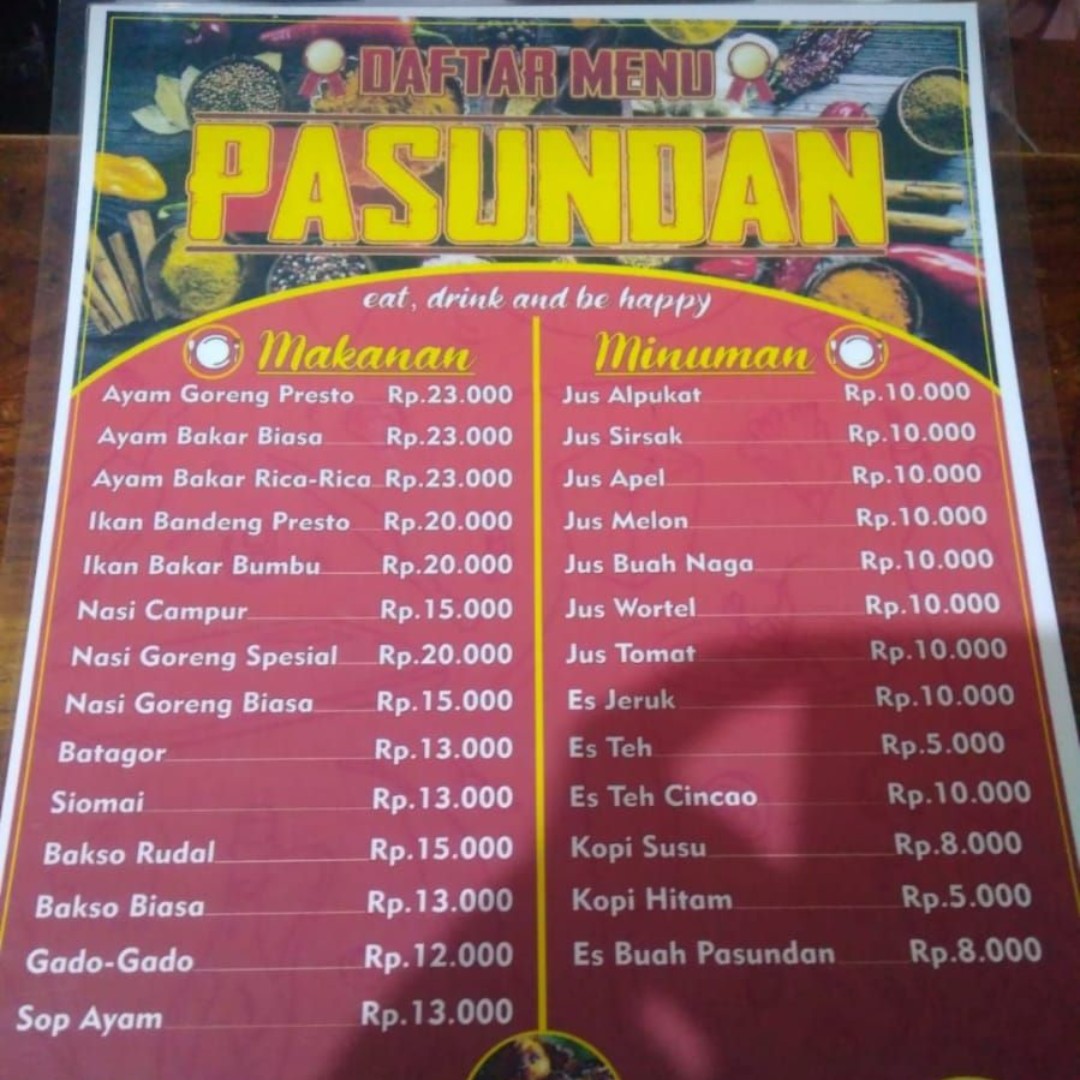 DAFTAR MENU
PASUNDAN
eat, drink and be happy
Makanan
Ayam Goreng Presto Rp.23.000
Ayam Bakar Biasa Rp.23.000
Ayam Bakar Rica-Rica Rp.23.000
Ikan Bandeng Presto Rp.20.000
Ikan Bakar Bumbu Rp.20.000
Nasi Campur Rp.15.000
Nasi Goreng Spesial Rp.20.000
Nasi Goreng Biasa Rp.15.000
Batagor Rp.13.000
Siomai Rp.13.000
Bakso Rudal Rp.15.000
Bakso Biasa Rp.13.000
Gado-Gado Rp.12.000
Sop Ayam Rp.13.000
Minuman
Jus Alpukat Rp.10.000
Jus Sirsak Rp.10.000
Jus Apel Rp.10.000
Jus Melon Rp.10.000
Jus Buah Naga Rp.10.000
Jus Wortel Rp.10.000
Jus Tomat Rp.10.000
Es Jeruk Rp.10.000
Es Teh Rp.5.000
Es Teh Cincao Rp.10.000
Kopi Susu Rp.8.000
Kopi Hitam Rp.5.000
Es Buah Pasundan Rp.8.000